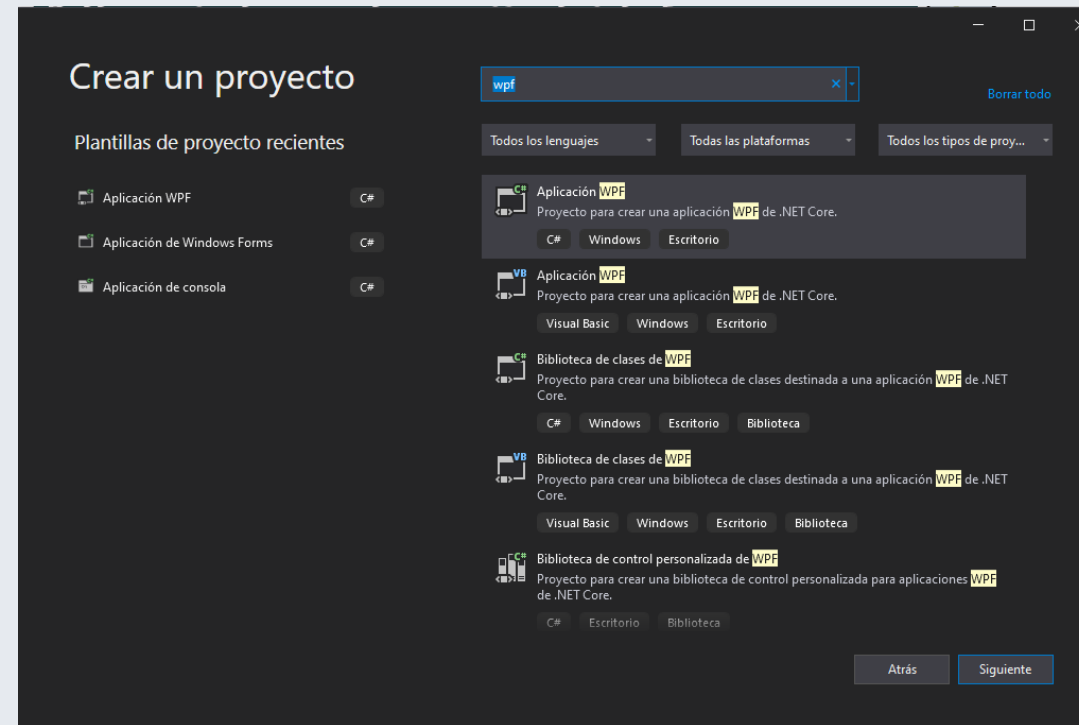 Crear un proyecto
Plantillas de proyecto recientes
Aplicación WPF
C#
Aplicación de Windows Forms
C#
Aplicación de consola
C#
wpf
Borrar todo
Todos los lenguajes
Todas las plataformas
Todos los tipos de proy...
C#
Aplicación WPF
Proyecto para crear una aplicación WPF de .NET Core.
C# Windows Escritorio
VB
Aplicación WPF
Proyecto para crear una aplicación WPF de .NET Core.
Visual Basic Windows Escritorio
C#
Biblioteca de clases de WPF
Proyecto para crear una biblioteca de clases destinada a una aplicación WPF de .NET
Core.
C# Windows Escritorio Biblioteca
VB
Biblioteca de clases de WPF
Proyecto para crear una biblioteca de clases destinada a una aplicación WPF de .NET
Core.
Visual Basic Windows Escritorio Biblioteca
C#
Biblioteca de control personalizada de WPF
Proyecto para crear una biblioteca de control personalizada para aplicaciones WPF
de .NET Core.
C# Escritorio Biblioteca
Atrás
Siguiente